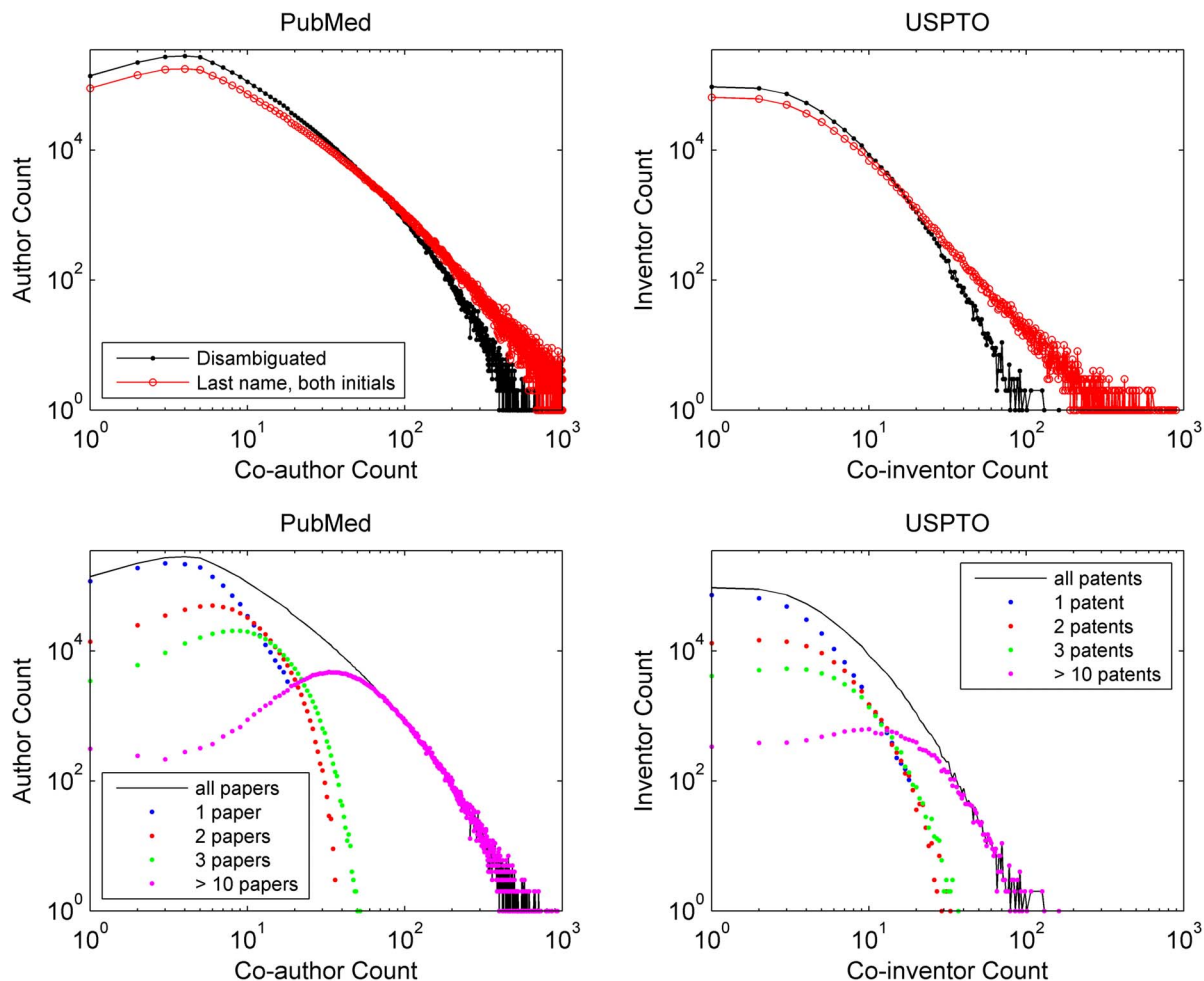 PubMed
Author Count
10^4
10^2
10^0
Disambiguated
Last name, both initials
10^0
10^1
10^2
10^3
Co-author Count
USPTO
Inventor Count
10^4
10^2
10^0
10^0
10^1
10^2
10^3
Co-inventor Count
PubMed
Author Count
10^4
10^2
10^0
all papers
1 paper
2 papers
3 papers
> 10 papers
10^0
10^1
10^2
10^3
Co-author Count
USPTO
Inventor Count
10^4
10^2
10^0
all patents
1 patent
2 patents
3 patents
> 10 patents
10^0
10^1
10^2
10^3
Co-inventor Count